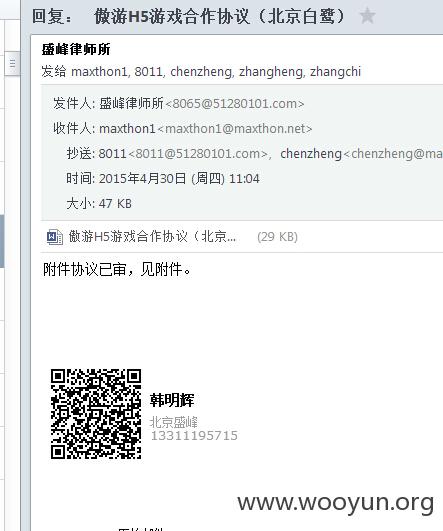 回复： 傲游H5游戏合作协议（北京白鹭）
盛峰律师所
发给 maxthon1, 8011, chenzheng, zhangheng, zhangchi
发件人: 盛峰律师所<8065@51280101.com>
收件人: maxthon1<maxthon1@maxthon.net>
抄送: 8011<8011@51280101.com>, chenzheng<chenzheng@ma
时间: 2015年4月30日 (周四) 11:04
大小: 47 KB
傲游H5游戏合作协议（北京... (29 KB)
附件协议已审，见附件。
韩明辉
北京盛峰
13311195715
www.wooyun.org